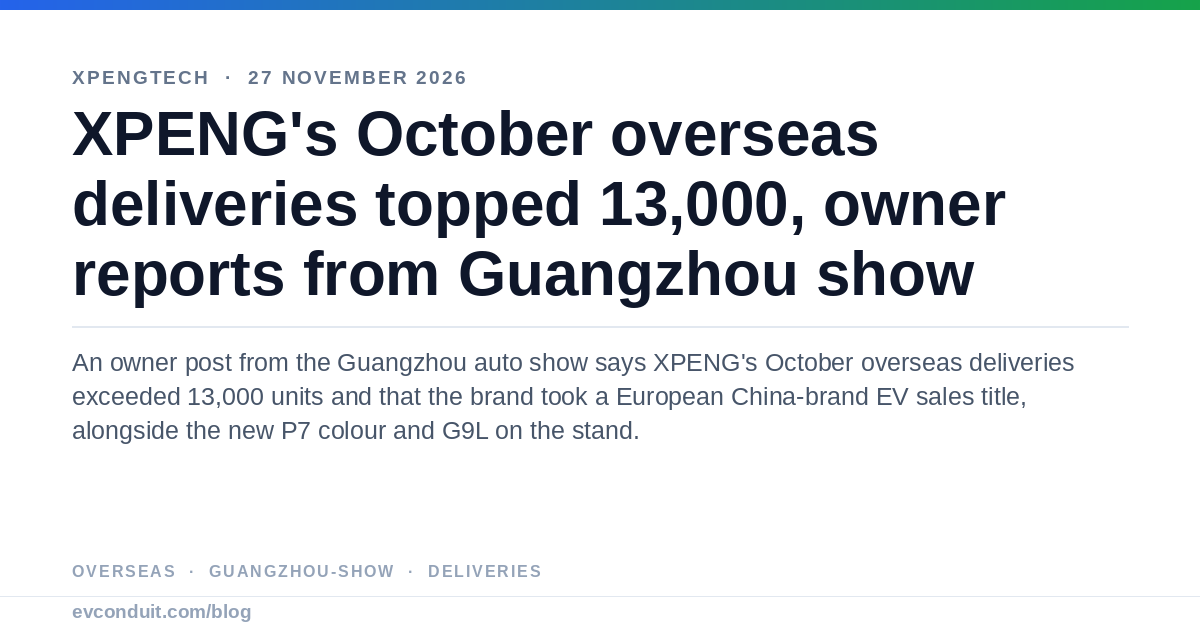 XPENGTECH · 27 NOVEMBER 2026
XPENG's October overseas
deliveries topped 13,000, owner
reports from Guangzhou show
An owner post from the Guangzhou auto show says XPENG's October overseas deliveries
exceeded 13,000 units and that the brand took a European China-brand EV sales title,
alongside the new P7 colour and G9L on the stand.
OVERSEAS · GUANGZHOU-SHOW · DELIVERIES
evconduit.com/blog